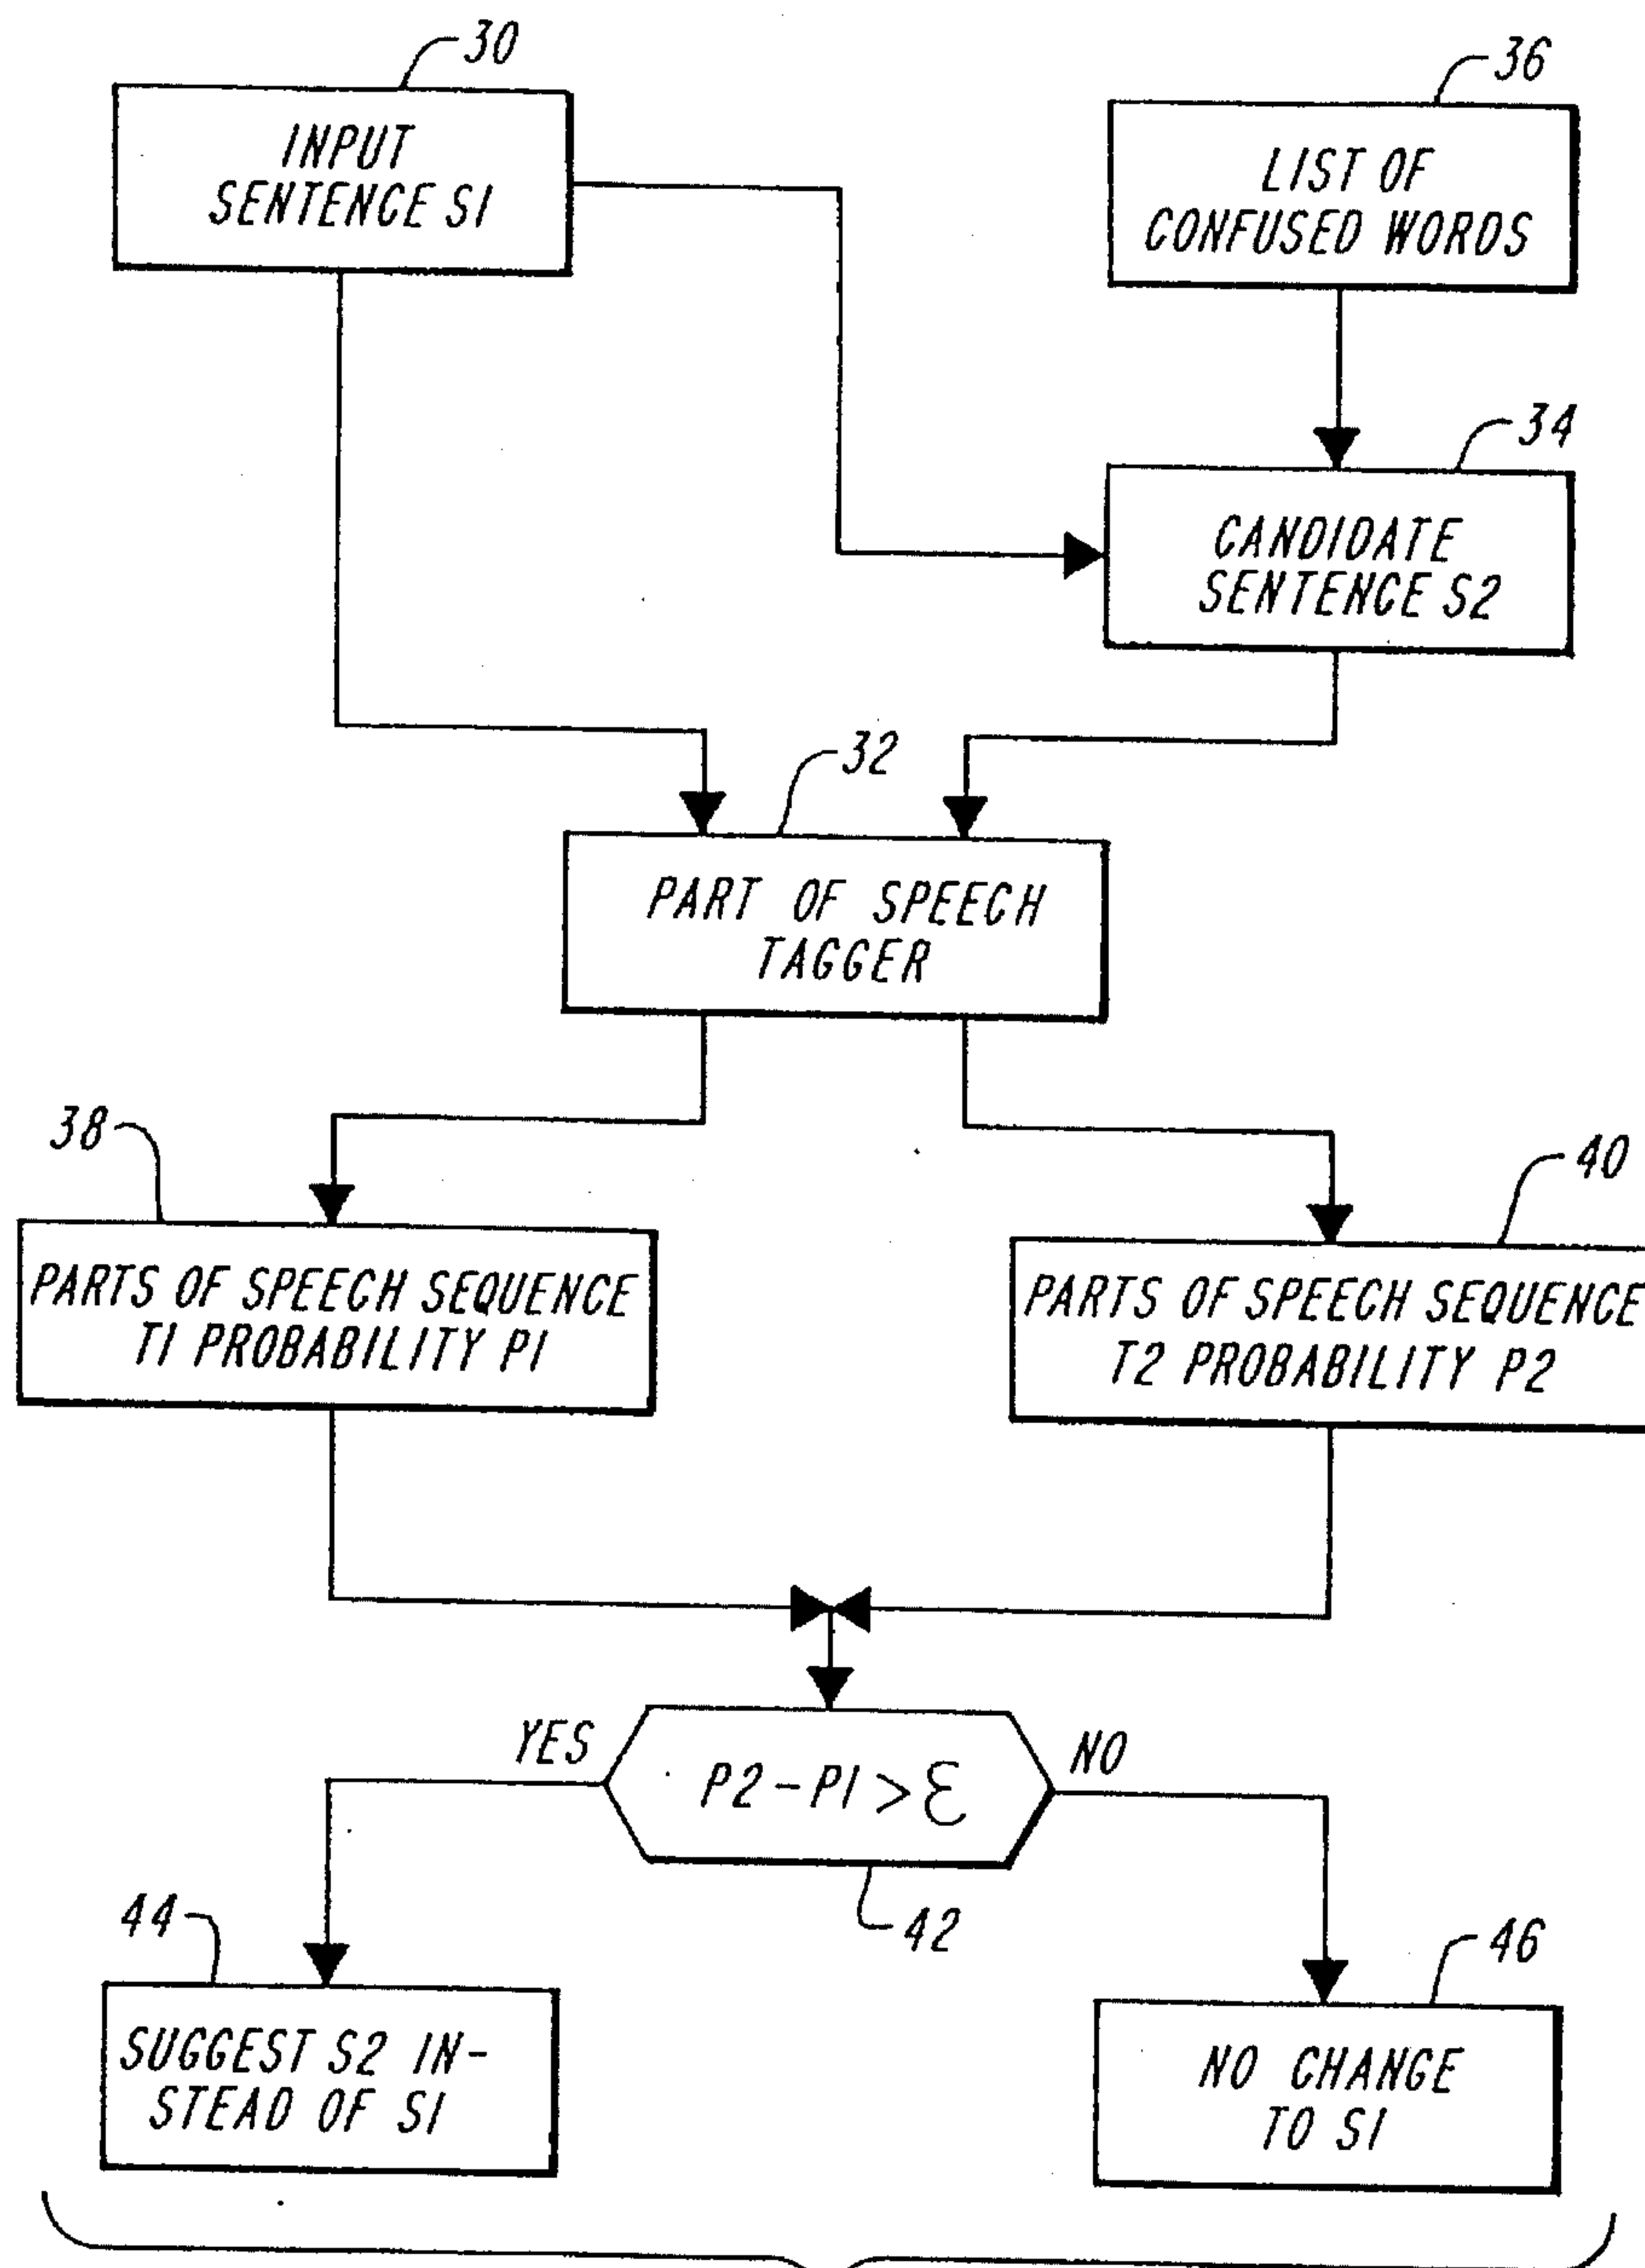 30
INPUT
SENTENCE S1
36
LIST OF
CONFUSED WORDS
34
CANDIDATE
SENTENCE S2
32
PART OF SPEECH
TAGGER
38
PARTS OF SPEECH SEQUENCE
T1 PROBABILITY P1
40
PARTS OF SPEECH SEQUENCE
T2 PROBABILITY P2
YES
P2-P1>ε
NO
42
44
SUGGEST S2 IN-
STEAD OF S1
46
NO CHANGE
TO S1